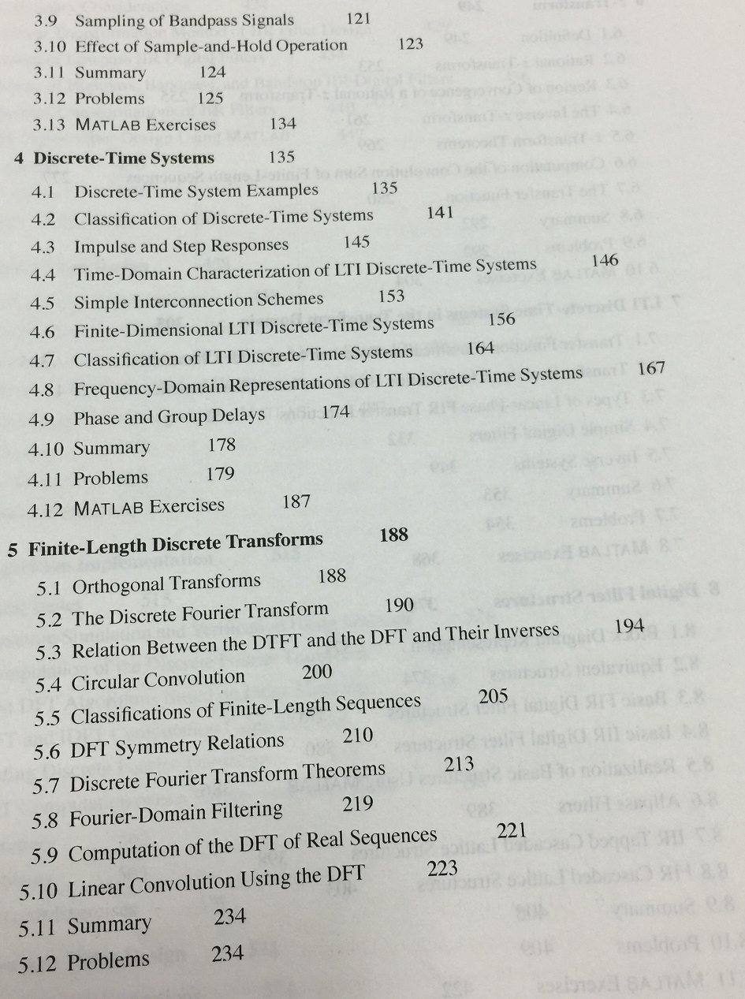 3.9 Sampling of Bandpass Signals 121
3.10 Effect of Sample-and-Hold Operation 123
3.11 Summary 124
3.12 Problems 125
3.13 MATLAB Exercises 134
4 Discrete-Time Systems 135
4.1 Discrete-Time System Examples 135
4.2 Classification of Discrete-Time Systems 141
4.3 Impulse and Step Responses 145
4.4 Time-Domain Characterization of LTI Discrete-Time Systems 146
4.5 Simple Interconnection Schemes 153
4.6 Finite-Dimensional LTI Discrete-Time Systems 156
4.7 Classification of LTI Discrete-Time Systems 164
4.8 Frequency-Domain Representations of LTI Discrete-Time Systems 167
4.9 Phase and Group Delays 174
4.10 Summary 178
4.11 Problems 179
4.12 MATLAB Exercises 187
5 Finite-Length Discrete Transforms 188
5.1 Orthogonal Transforms 188
5.2 The Discrete Fourier Transform 190
5.3 Relation Between the DTFT and the DFT and Their Inverses 194
5.4 Circular Convolution 200
5.5 Classifications of Finite-Length Sequences 205
5.6 DFT Symmetry Relations 210
5.7 Discrete Fourier Transform Theorems 213
5.8 Fourier-Domain Filtering 219
5.9 Computation of the DFT of Real Sequences 221
5.10 Linear Convolution Using the DFT 223
5.11 Summary 234
5.12 Problems 234